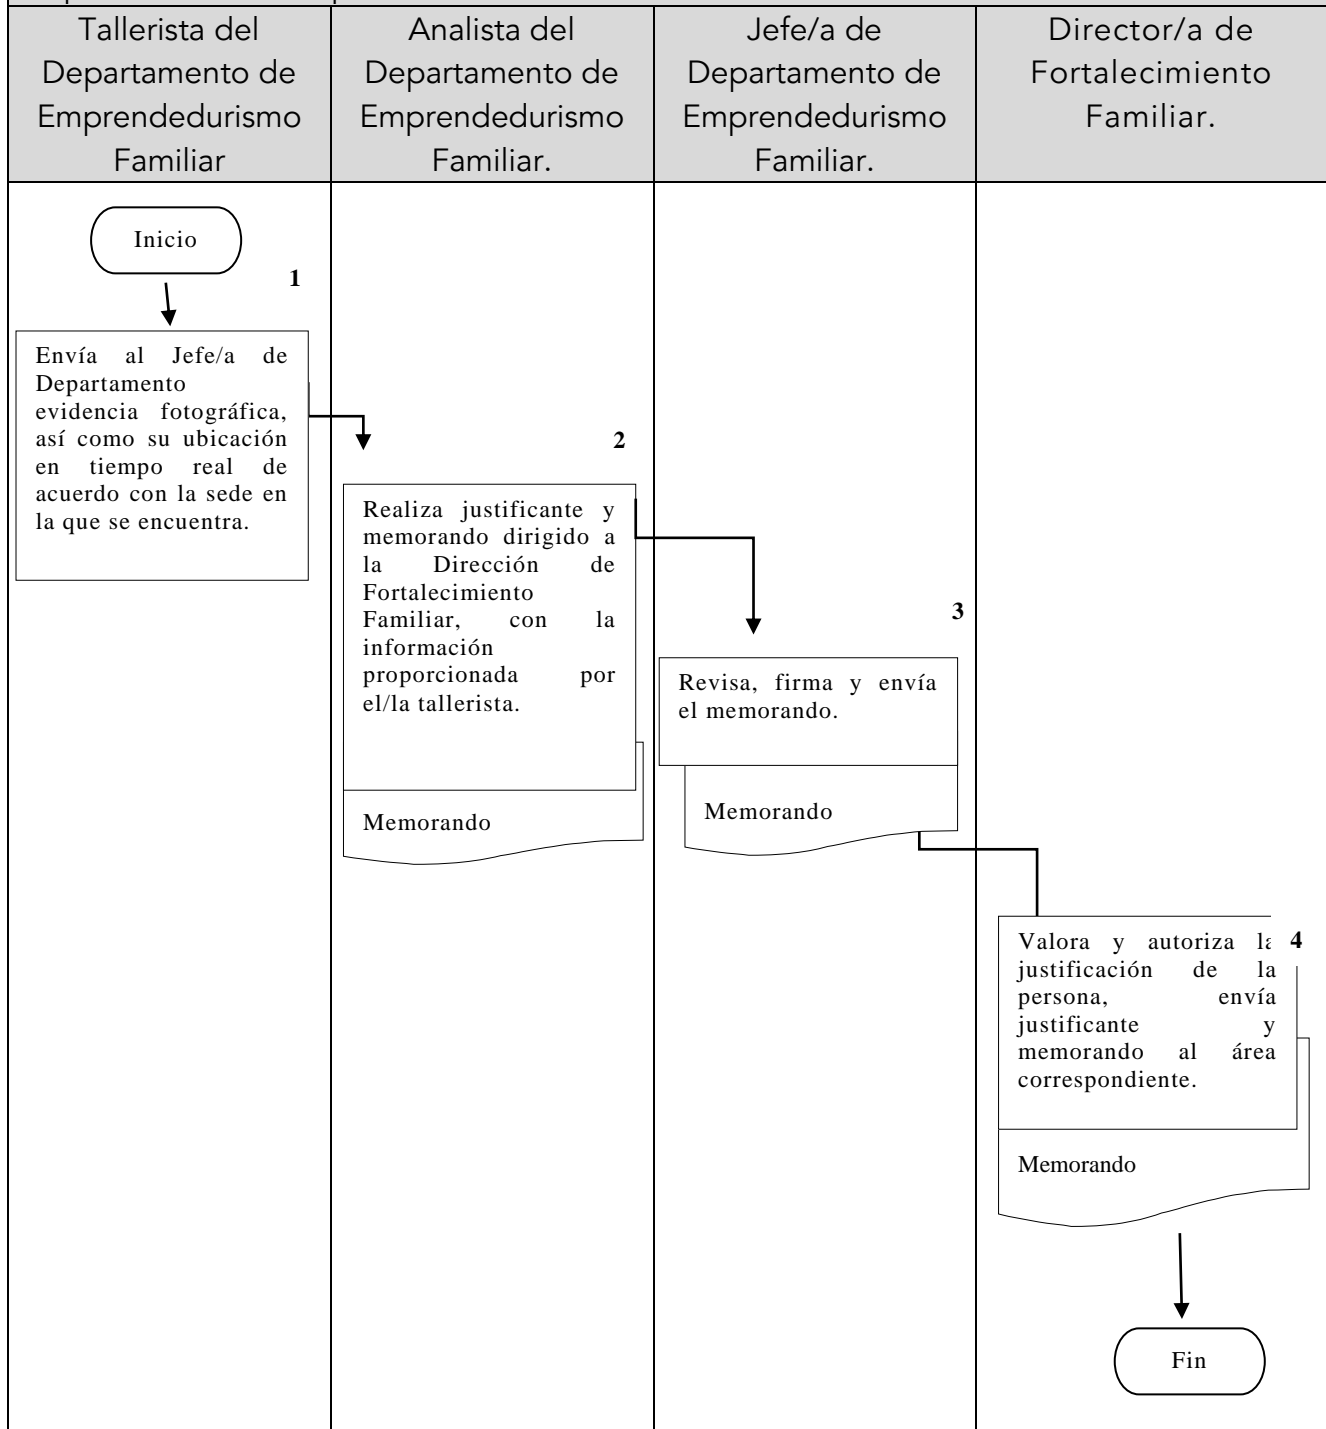 Tallerista del
Departamento de
Emprendedurismo
Familiar
Analista del
Departamento de
Emprendedurismo
Familiar.
Jefe/a de
Departamento de
Emprendedurismo
Familiar.
Director/a de
Fortalecimiento
Familiar.
Inicio
1
Envía al Jefe/a de
Departamento
evidencia fotográfica,
así como su ubicación
en tiempo real de
acuerdo con la sede en
la que se encuentra.
2
Realiza justificante y
memorando dirigido a
la Dirección de
Fortalecimiento
Familiar, con la
información
proporcionada por
el/la tallerista.
Memorando
3
Revisa, firma y envía
el memorando.
Memorando
4
Valora y autoriza la
justificación de la
persona, envía
justificante y
memorando al área
correspondiente.
Memorando
Fin